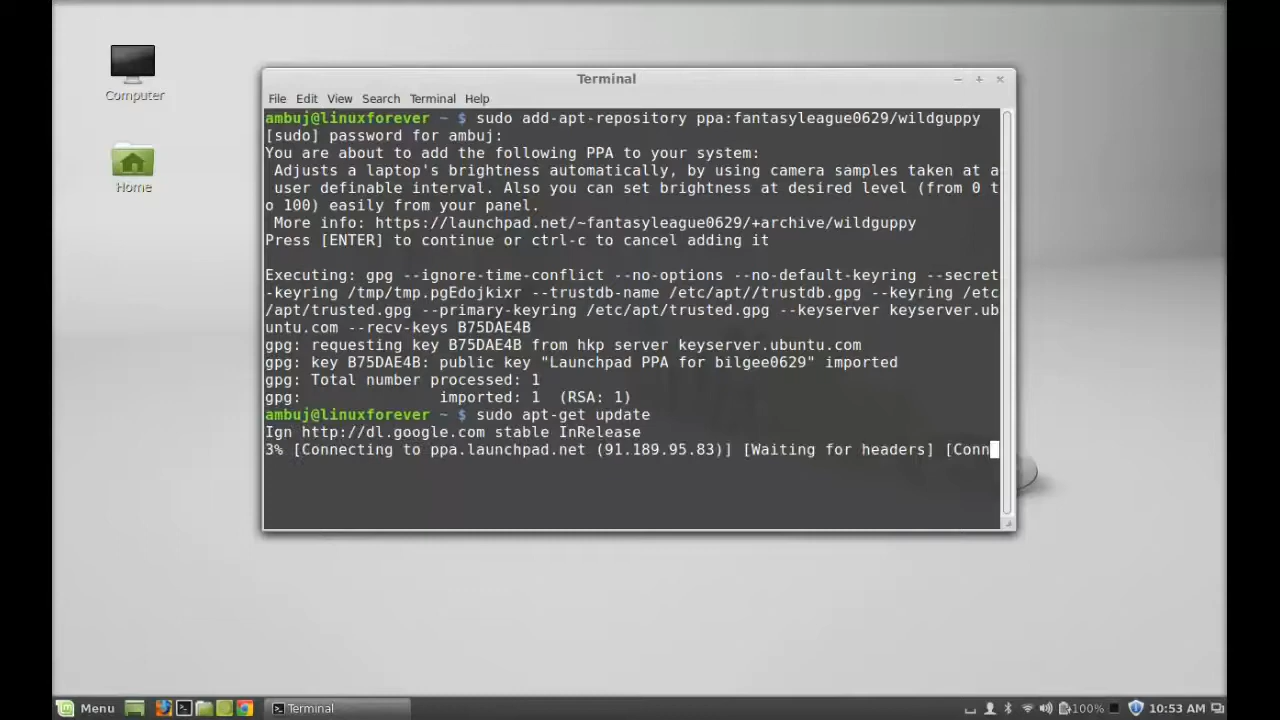 Computer
Home
Terminal
File Edit View Search Terminal Help
ambuj@linuxforever ~ $ sudo add-apt-repository ppa:fantasyleague0629/wildguppy
[sudo] password for ambuj:
You are about to add the following PPA to your system:
 Adjusts a laptop's brightness automatically, by using camera samples taken at a
 user definable interval. Also you can set brightness at desired level (from 0 t
o 100) easily from your panel.
 More info: https://launchpad.net/~fantasyleague0629/+archive/wildguppy
Press [ENTER] to continue or ctrl-c to cancel adding it
Executing: gpg --ignore-time-conflict --no-options --no-default-keyring --secret
-keyring /tmp/tmp.pgEdojkixr --trustdb-name /etc/apt//trustdb.gpg --keyring /etc
/apt/trusted.gpg --primary-keyring /etc/apt/trusted.gpg --keyserver keyserver.ub
untu.com --recv-keys B75DAE4B
gpg: requesting key B75DAE4B from hkp server keyserver.ubuntu.com
gpg: key B75DAE4B: public key "Launchpad PPA for bilgee0629" imported
gpg: Total number processed: 1
gpg:               imported: 1  (RSA: 1)
ambuj@linuxforever ~ $ sudo apt-get update
Ign http://dl.google.com stable InRelease
3% [Connecting to ppa.launchpad.net (91.189.95.83)] [Waiting for headers] [Conn
Menu Terminal 100% 10:53 AM